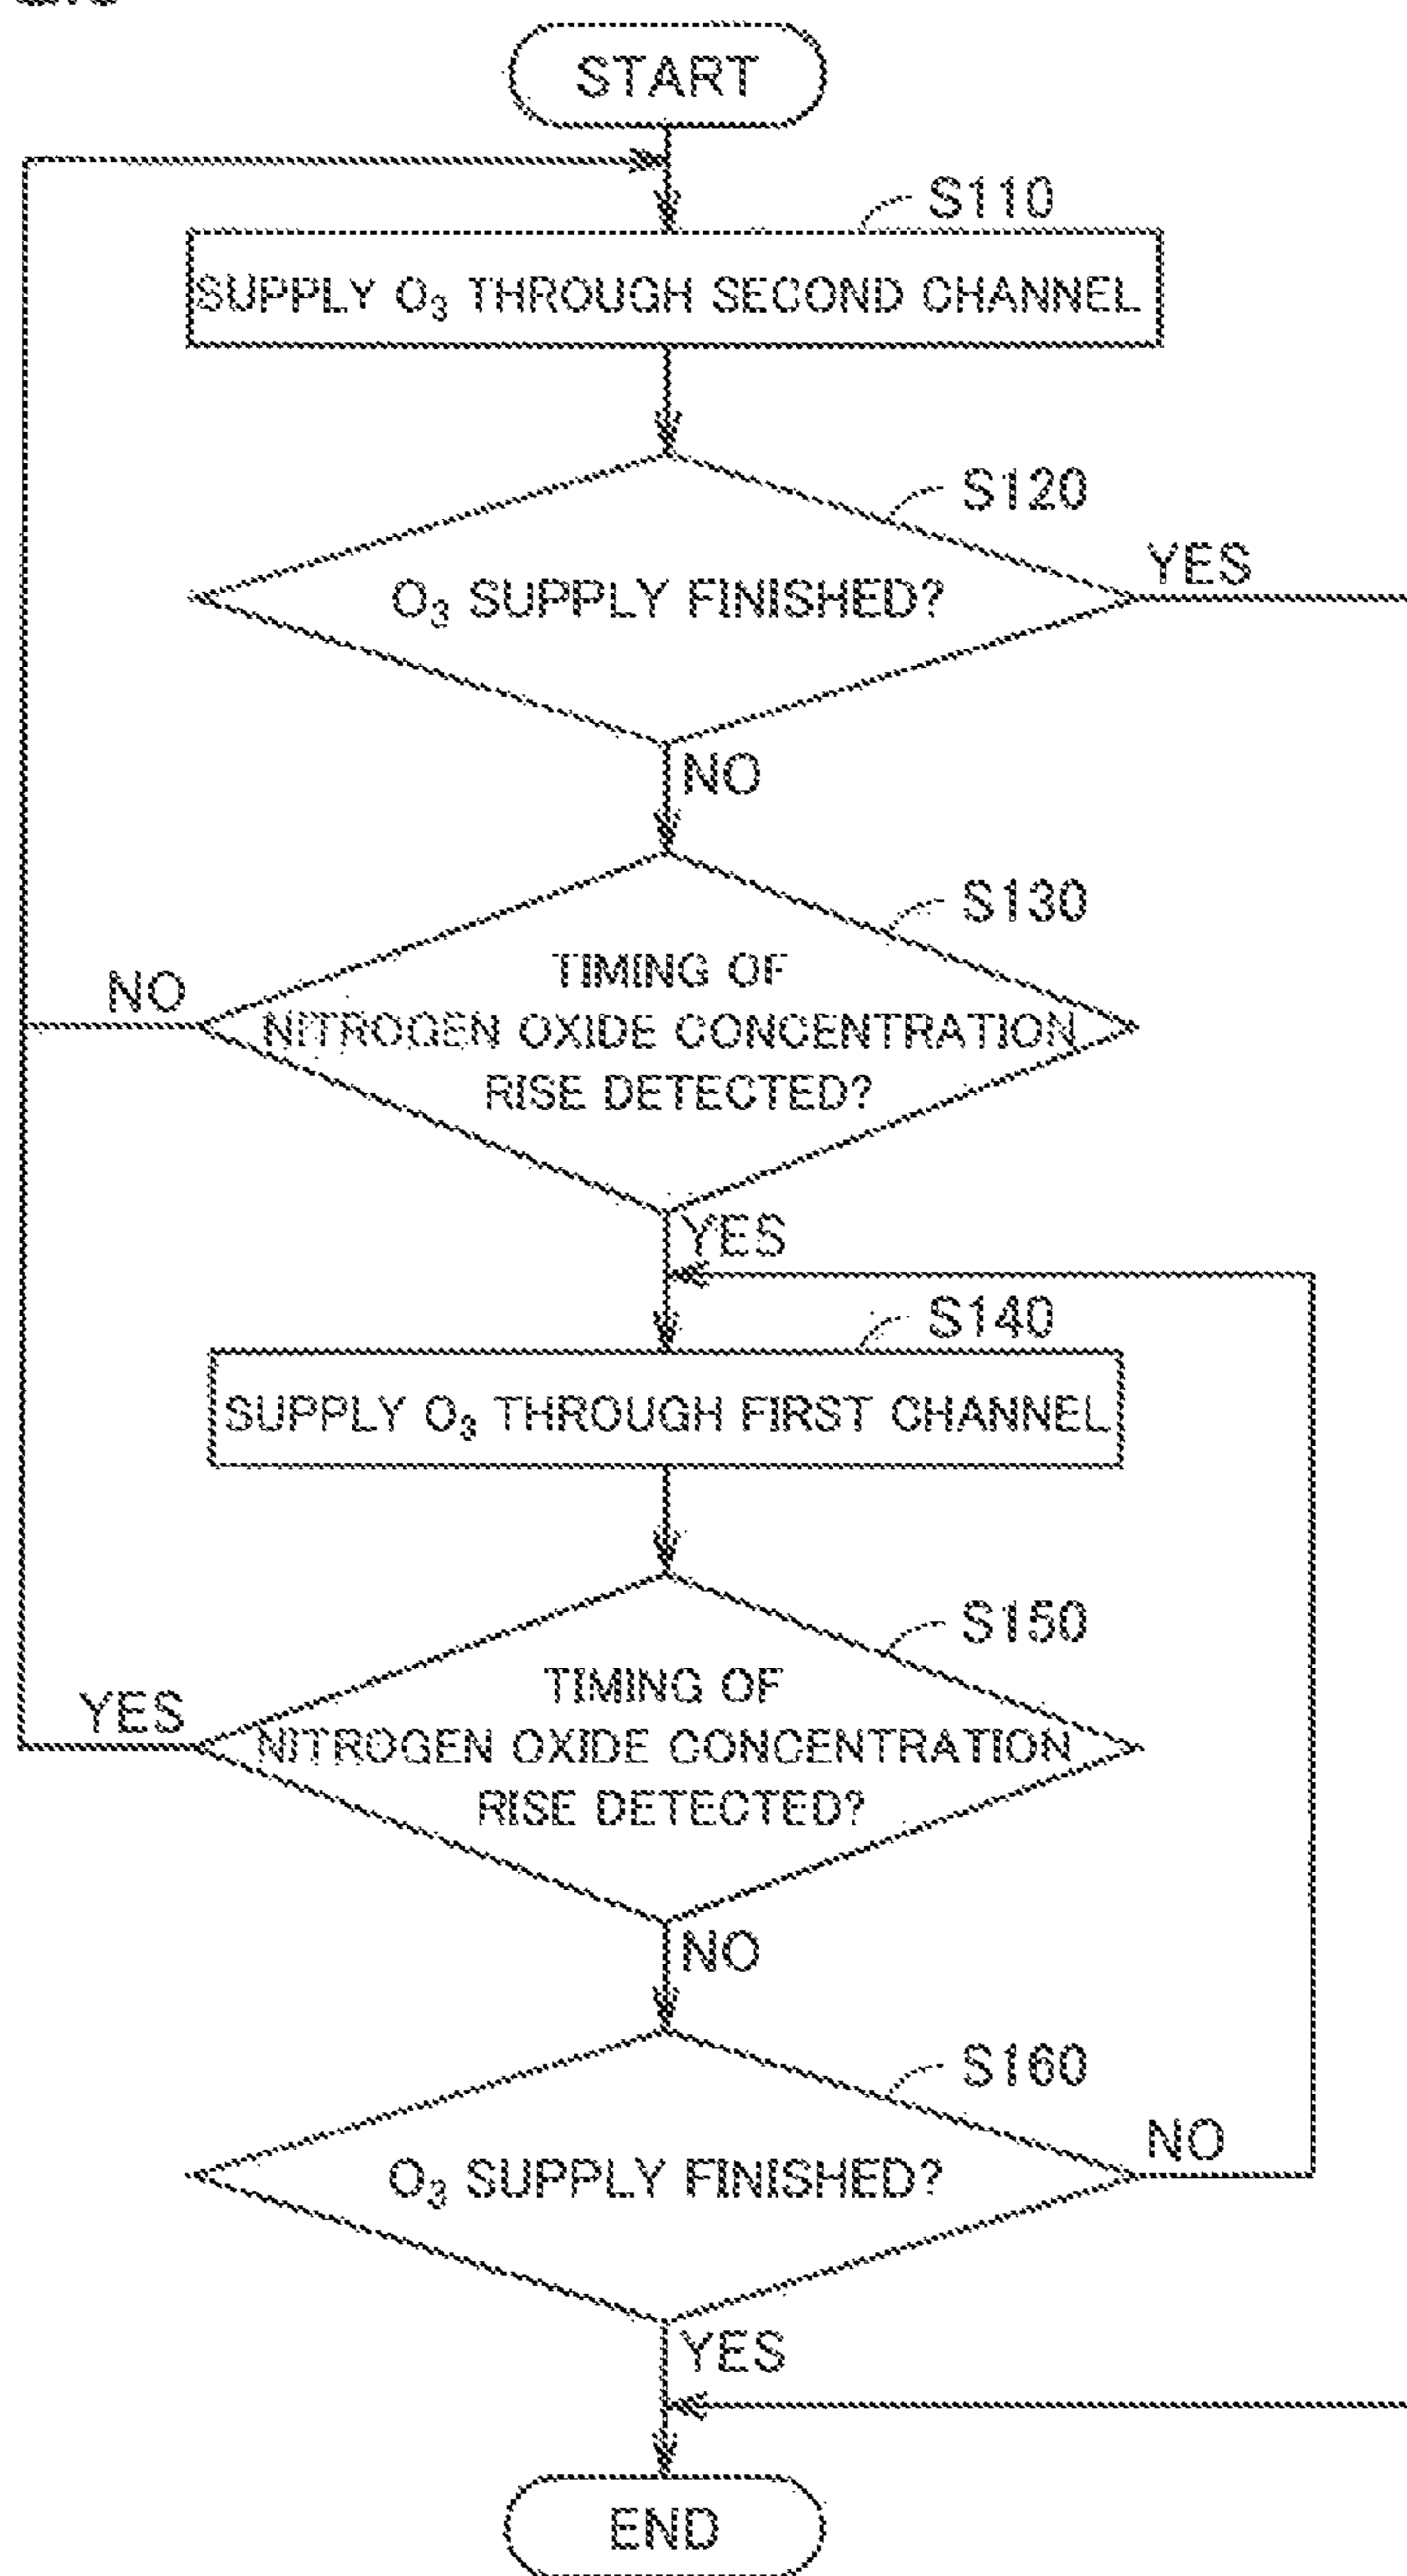 START
S110
SUPPLY O₃ THROUGH SECOND CHANNEL
S120
YES
O₃ SUPPLY FINISHED?
NO
S130
NO
TIMING OF
NITROGEN OXIDE CONCENTRATION
RISE DETECTED?
YES
S140
SUPPLY O₃ THROUGH FIRST CHANNEL
S150
YES
TIMING OF
NITROGEN OXIDE CONCENTRATION
RISE DETECTED?
NO
S160
NO
O₃ SUPPLY FINISHED?
YES
END